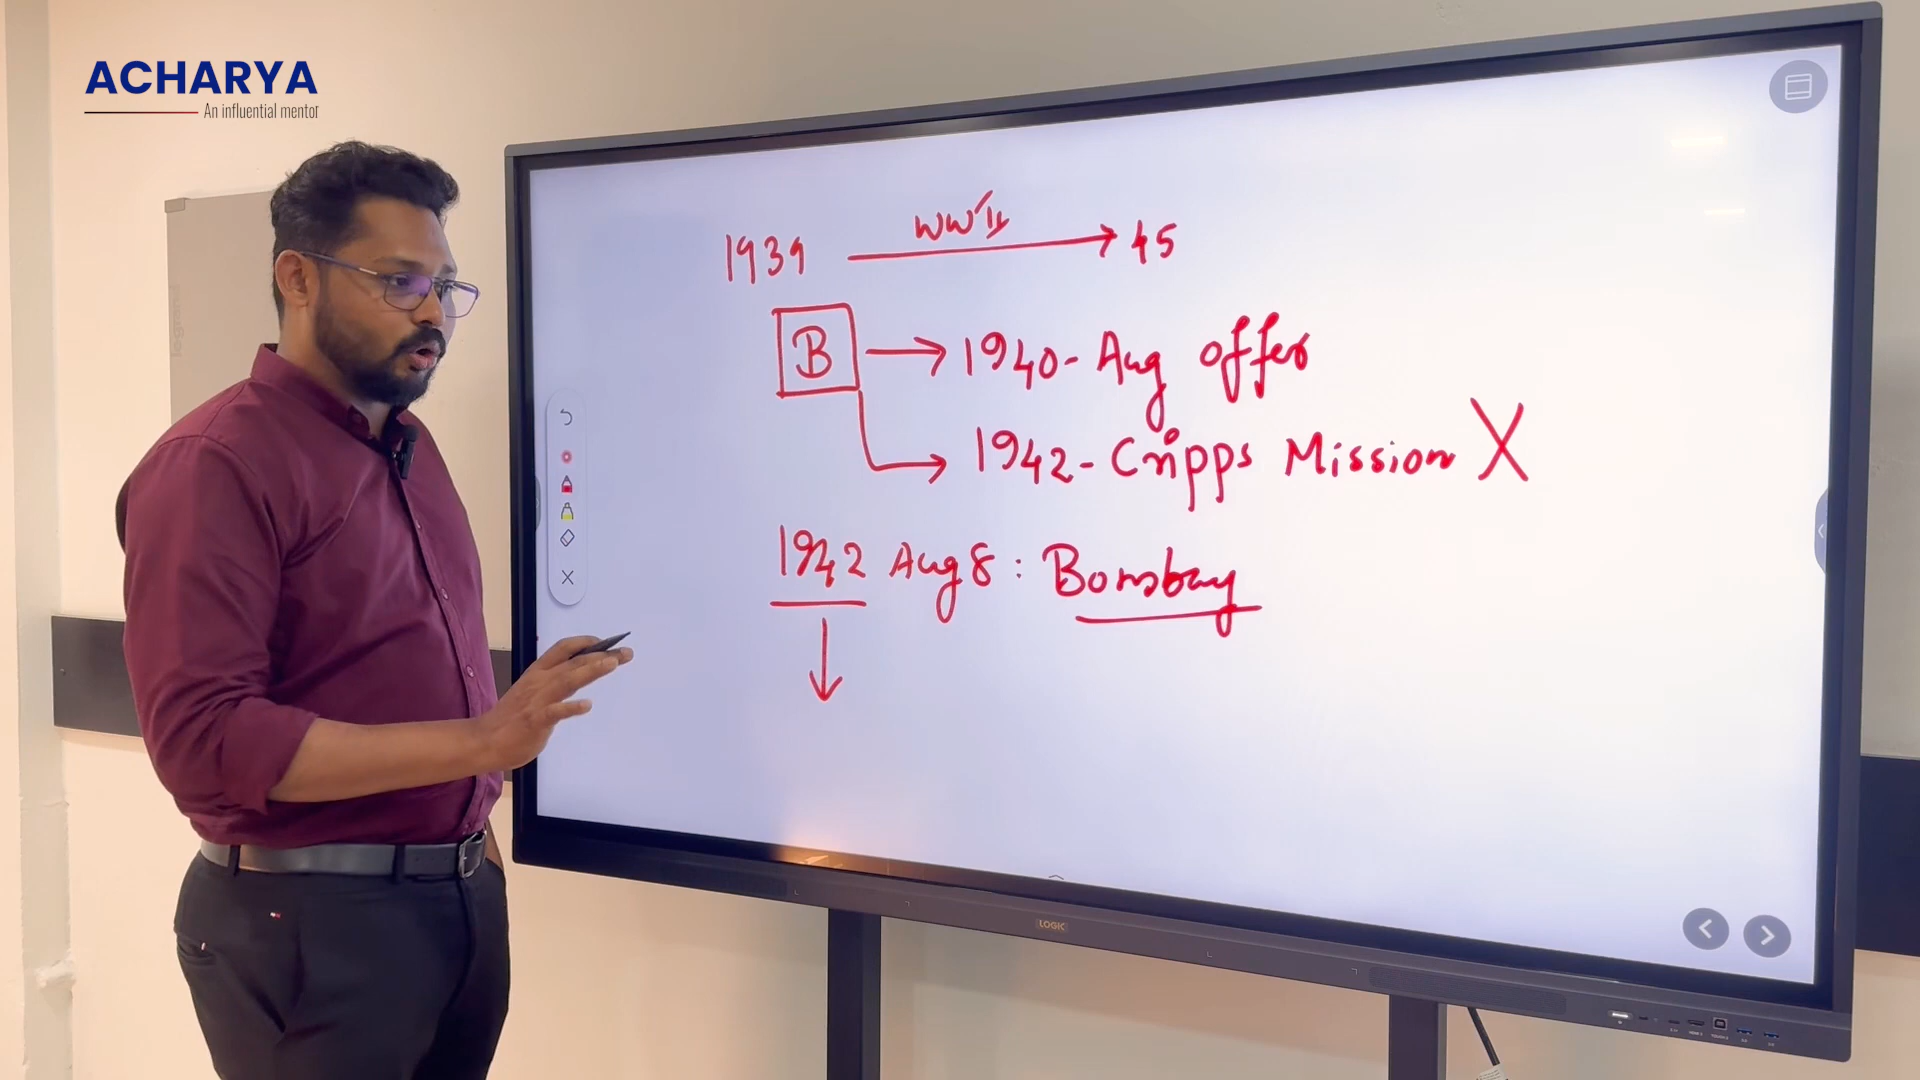 ACHARYA
An influential mentor
1939 WW II 45
B 1940- Aug offer
1942- Cripps Mission X
1942 Aug 8 : Bombay
LOGIC